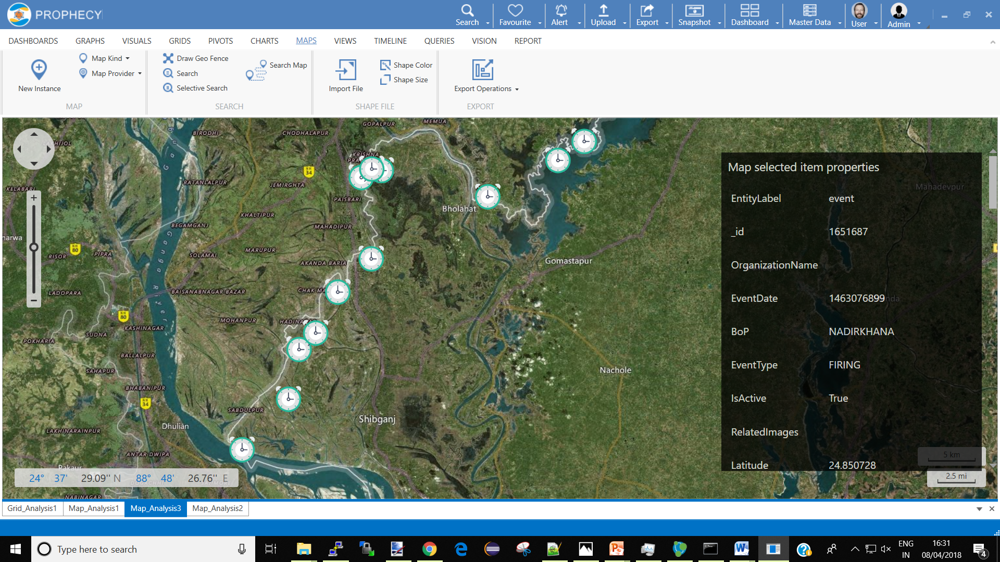 PROPHECY
Search
Favourite
Alert
Upload
Export
Snapshot
Dashboard
Master Data
User
Admin
DASHBOARDS
GRAPHS
VISUALS
GRIDS
PIVOTS
CHARTS
MAPS
VIEWS
TIMELINE
QUERIES
VISION
REPORT
New Instance
Map Kind
Map Provider
MAP
Draw Geo Fence
Search
Selective Search
Search Map
SEARCH
Import File
Shape Color
Shape Size
SHAPE FILE
Export Operations
EXPORT
GOPALPUR
MEMUA
BIRODHI
CHODHALAPUR
KRISHNA
NH
34
RATANLALPUR
JEMIRGHTA
KELABARI
PAISBARI
Bholahat
KHALTIPUR
BEGAMGANJ
MAHADIPUR
narwa
NH
80
RISOR
PIPRA
SOLAMAI
MARUPUR
AKANDA BARIA
Ganga River
Gomastapur
LADOPARA
BAISANABNAGAR BAZAR
CHAK MA
NH
80
MOHANPUR
KASHINAGAR
SUDNA
POKHARIA
BALLALPUR
SAHAPUR
Nachole
BHABANIPUR
NH
34
SABDULPUR
Shibganj
Dhulian
LAKHINARAINPUR
ANTAR DWIPA
Pakaur
NABINAGAR
Map selected item properties
Mahadevpur
EntityLabel event
_id 1651687
OrganizationName
EventDate 1463076899
BoP NADIRKHANA
EventType FIRING
IsActive True
RelatedImages
Latitude 24.850728
5 km
2.5 mi
24° 37' 29.09'' N 88° 48' 26.76'' E
Grid_Analysis1
Map_Analysis1
Map_Analysis3
Map_Analysis2
Type here to search
ENG
IN
16:31
08/04/2018
4